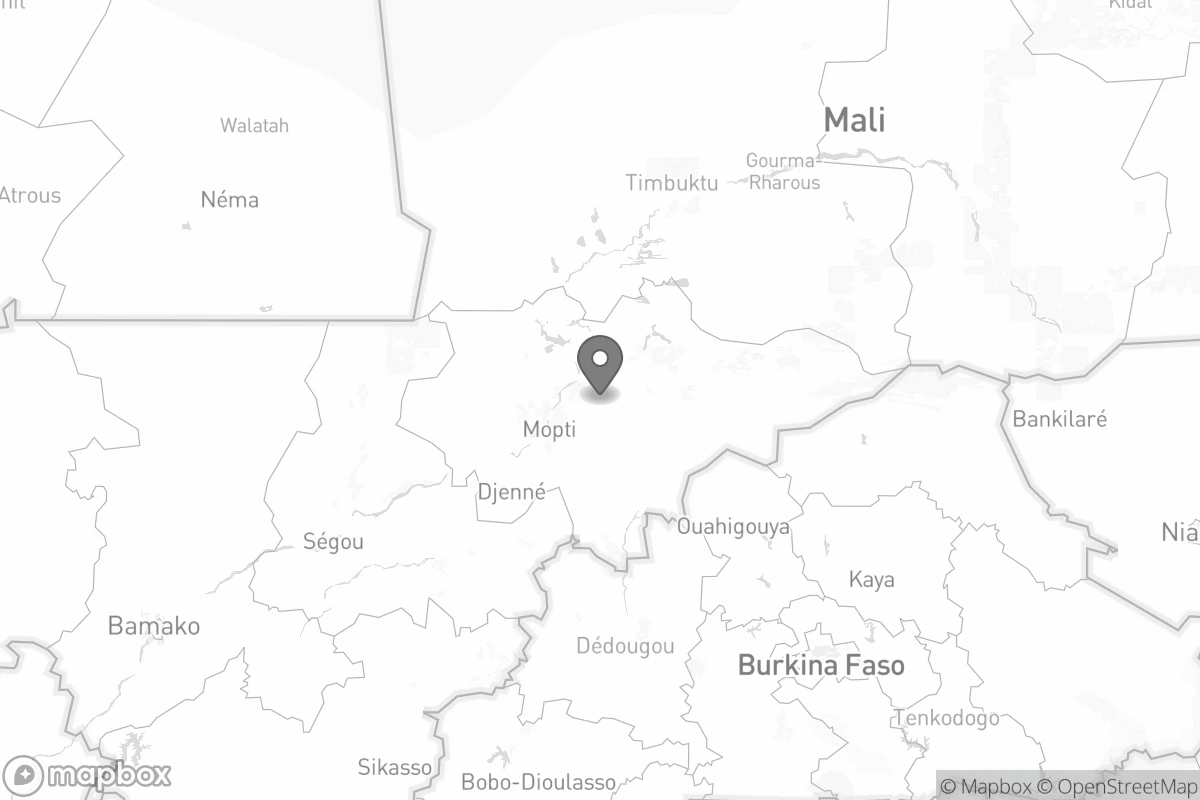 Kidal
Mali
Walatah
Gourma-
Rharous
Timbuktu
Atrous
Néma
Bankilaré
Mopti
Djenné
Ouahigouya
Niá
Ségou
Kaya
Bamako
Dédougou
Burkina Faso
Tenkodogo
Sikasso
Bobo-Dioulasso
mapbox
© Mapbox © OpenStreetMap